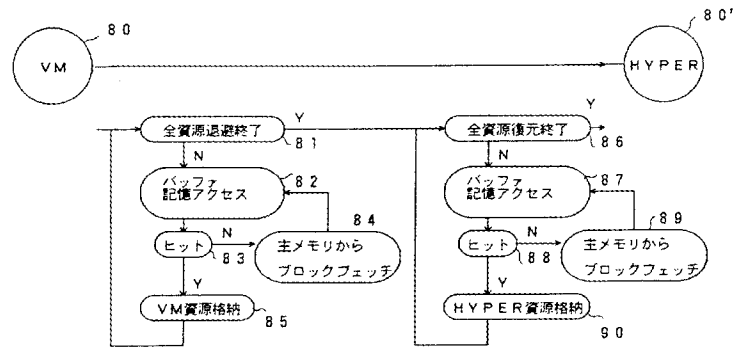 80
VM
80'
HYPER
全資源退避終了
Y
81
N
バッファ
記憶アクセス
82
ヒット
N
83
84
主メモリから
ブロックフェッチ
Y
VM資源格納
85
全資源復元終了
Y
86
N
バッファ
記憶アクセス
87
ヒット
N
88
89
主メモリから
ブロックフェッチ
Y
HYPER資源格納
90